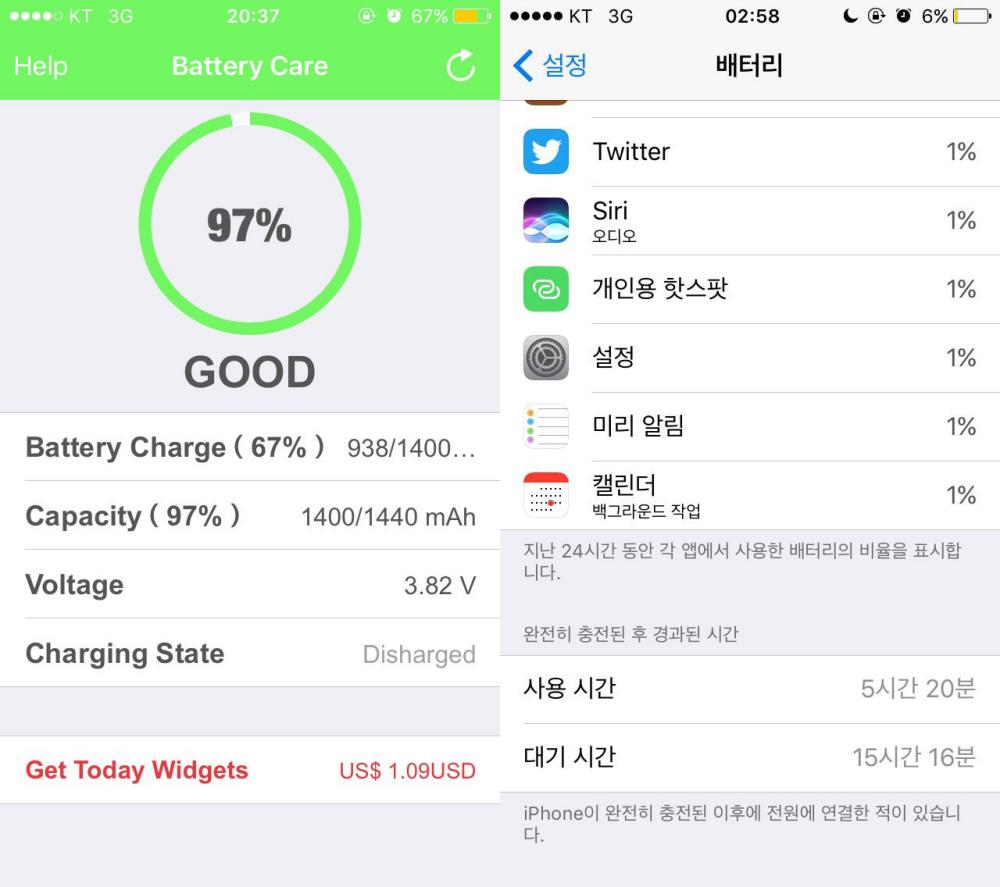 KT 3G 20:37 67%
Help Battery Care
97%
GOOD
Battery Charge ( 67% ) 938/1400...
Capacity ( 97% ) 1400/1440 mAh
Voltage 3.82 V
Charging State Disharged
Get Today Widgets US$ 1.09USD
KT 3G 02:58 6%
설정 배터리
Twitter 1%
Siri 1%
오디오
개인용 핫스팟 1%
설정 1%
미리 알림 1%
캘린더 1%
백그라운드 작업
지난 24시간 동안 각 앱에서 사용한 배터리의 비율을 표시합
니다.
완전히 충전된 후 경과된 시간
사용 시간 5시간 20분
대기 시간 15시간 16분
iPhone이 완전히 충전된 이후에 전원에 연결한 적이 있습니
다.